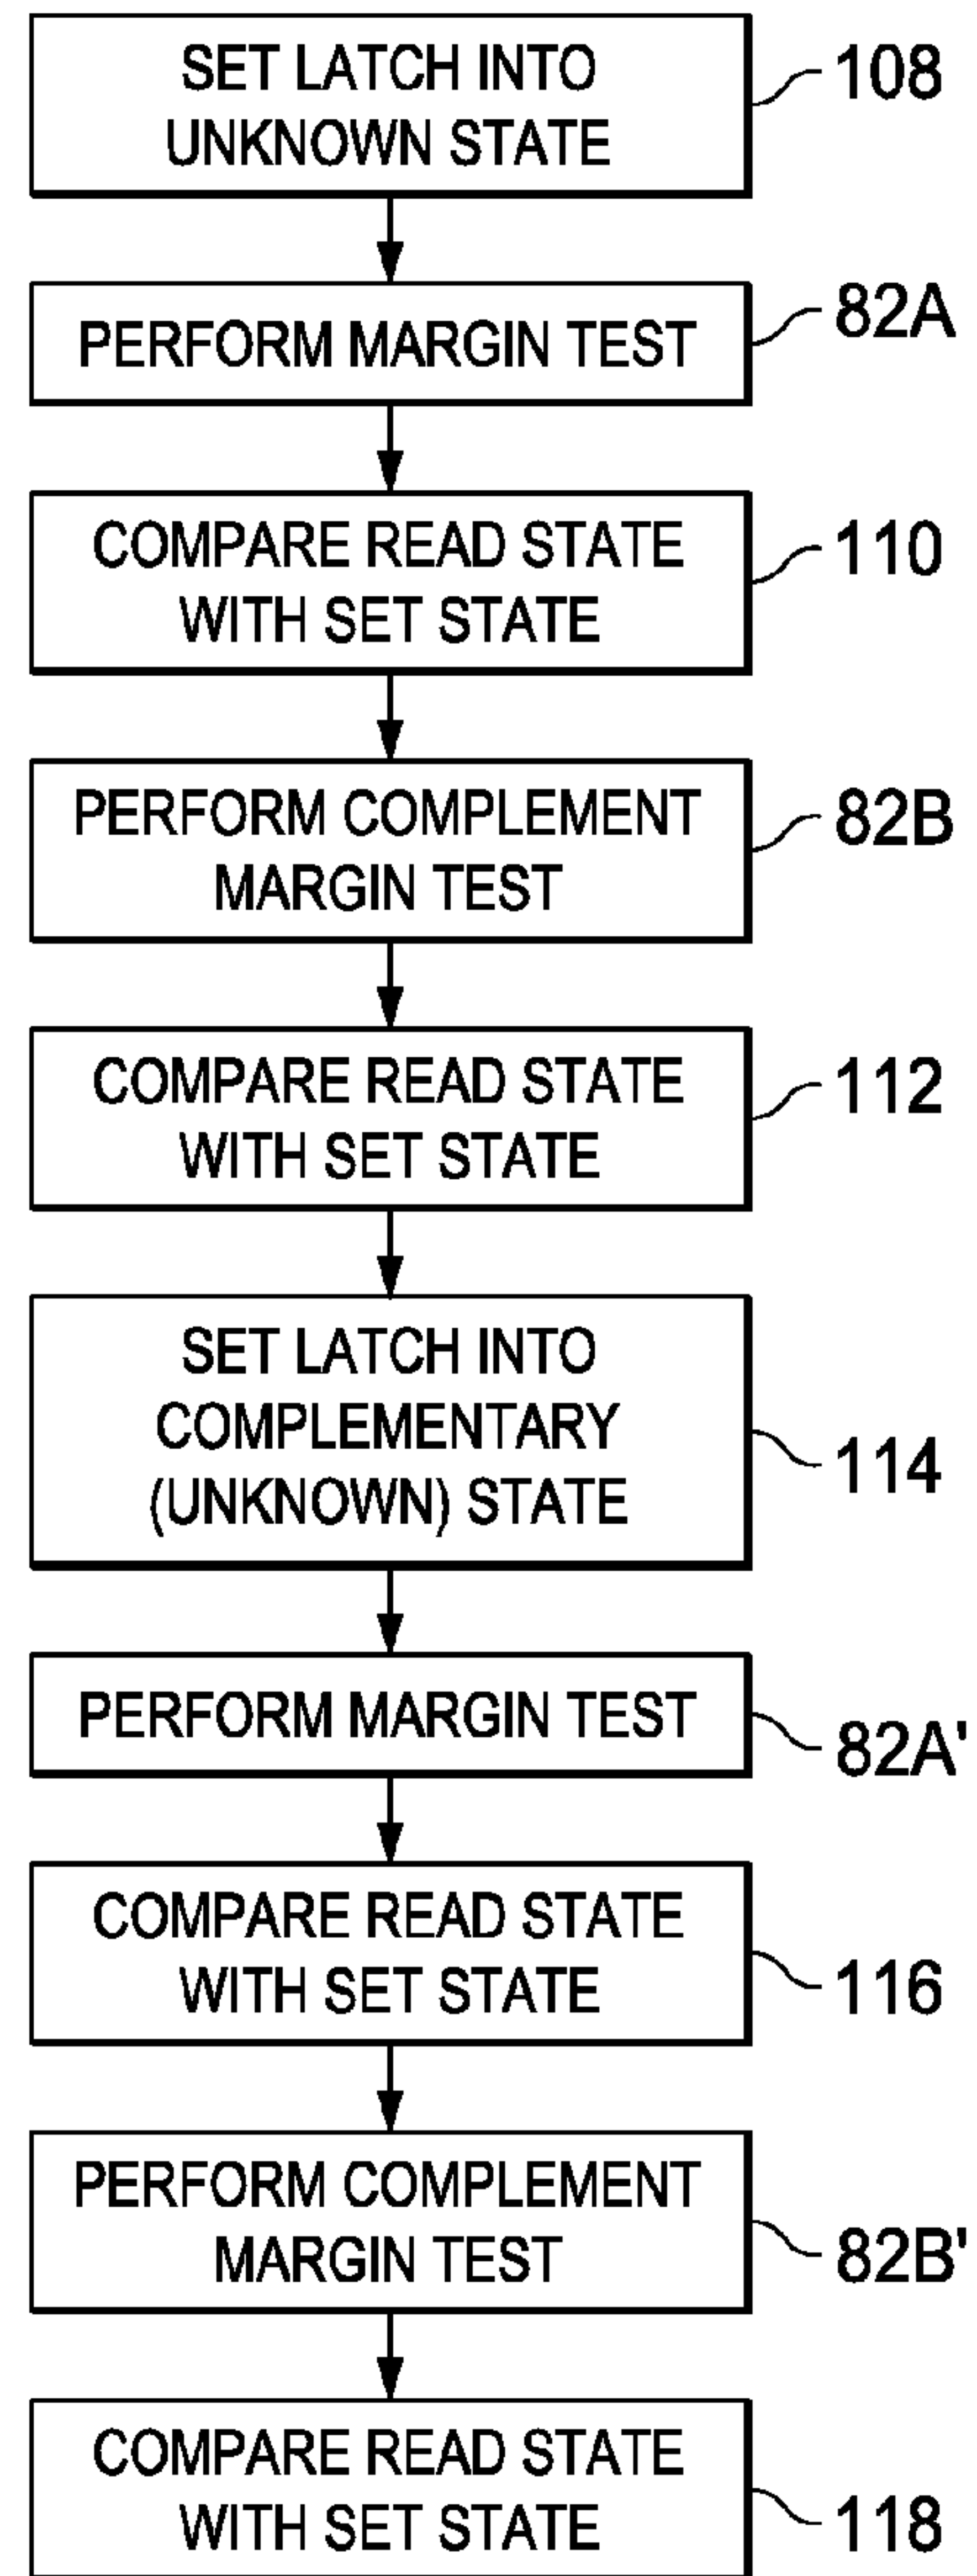 SET LATCH INTO
UNKNOWN STATE
108
PERFORM MARGIN TEST
82A
COMPARE READ STATE
WITH SET STATE
110
PERFORM COMPLEMENT
MARGIN TEST
82B
COMPARE READ STATE
WITH SET STATE
112
SET LATCH INTO
COMPLEMENTARY
(UNKNOWN) STATE
114
PERFORM MARGIN TEST
82A'
COMPARE READ STATE
WITH SET STATE
116
PERFORM COMPLEMENT
MARGIN TEST
82B'
COMPARE READ STATE
WITH SET STATE
118